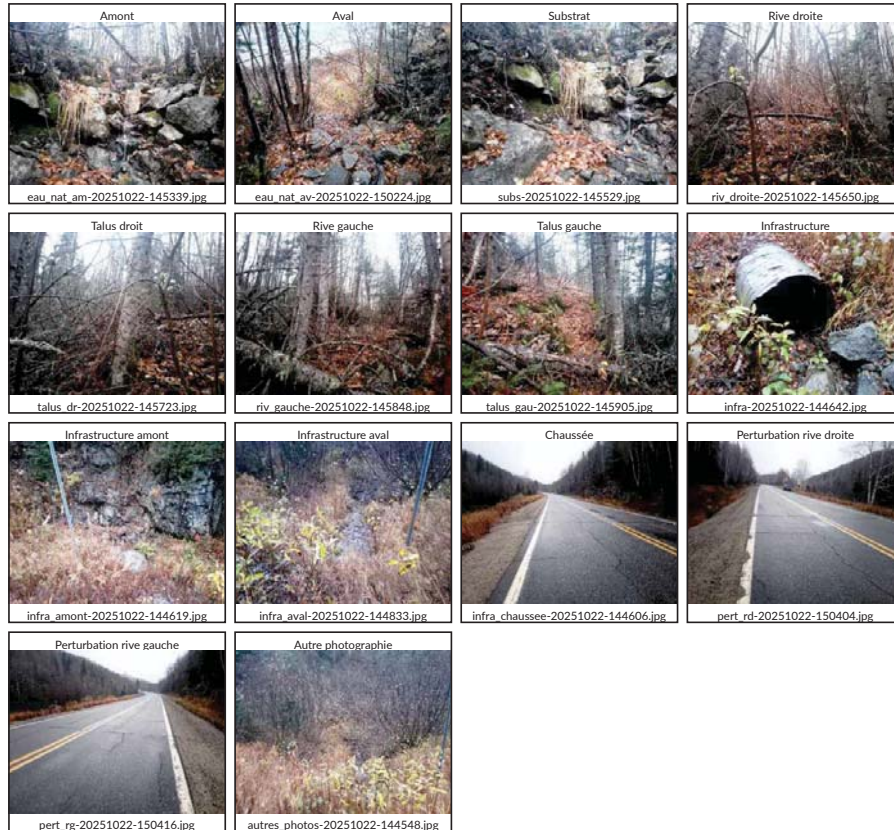 Amont
Aval
Substrat
Rive droite
eau_nat_am-20251022-145339.jpg
eau_nat_av-20251022-150224.jpg
subs-20251022-145529.jpg
riv_droite-20251022-145650.jpg
Talus droit
Rive gauche
Talus gauche
Infrastructure
talus_dr-20251022-145723.jpg
riv_gauche-20251022-145848.jpg
talus_gau-20251022-145905.jpg
infra-20251022-144642.jpg
Infrastructure amont
Infrastructure aval
Chaussée
Perturbation rive droite
infra_amont-20251022-144619.jpg
infra_aval-20251022-144833.jpg
infra_chaussee-20251022-144606.jpg
pert_rd-20251022-150404.jpg
Perturbation rive gauche
Autre photographie
pert_rg-20251022-150416.jpg
autres_photos-20251022-144548.jpg